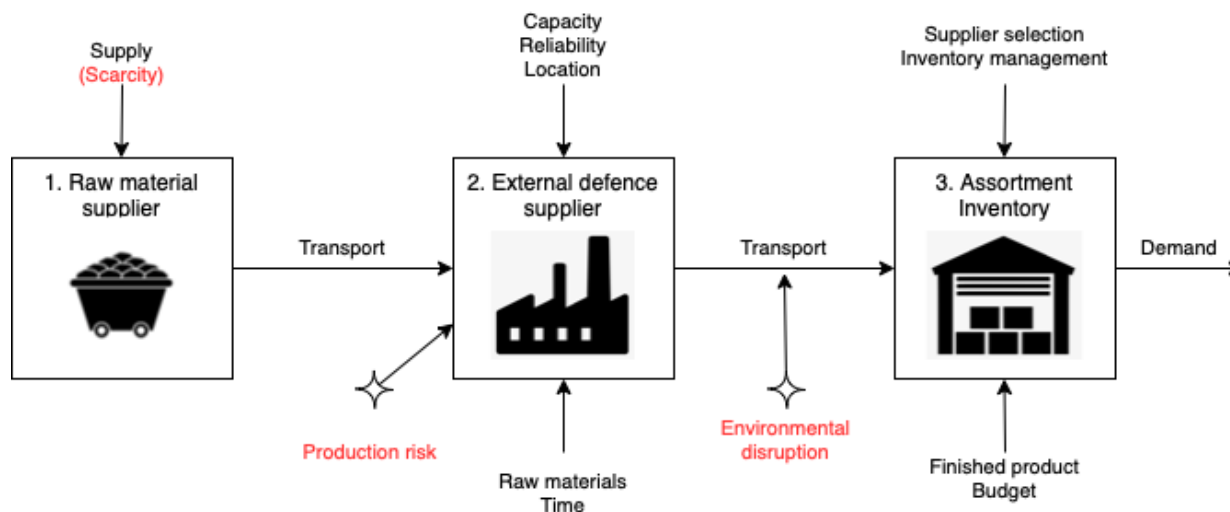 Supply
(Scarcity)
Capacity
Reliability
Location
Supplier selection
Inventory management
1. Raw material
supplier
Transport
2. External defence
supplier
Transport
3. Assortment
Inventory
Demand
Production risk
Raw materials
Time
Environmental
disruption
Finished product
Budget